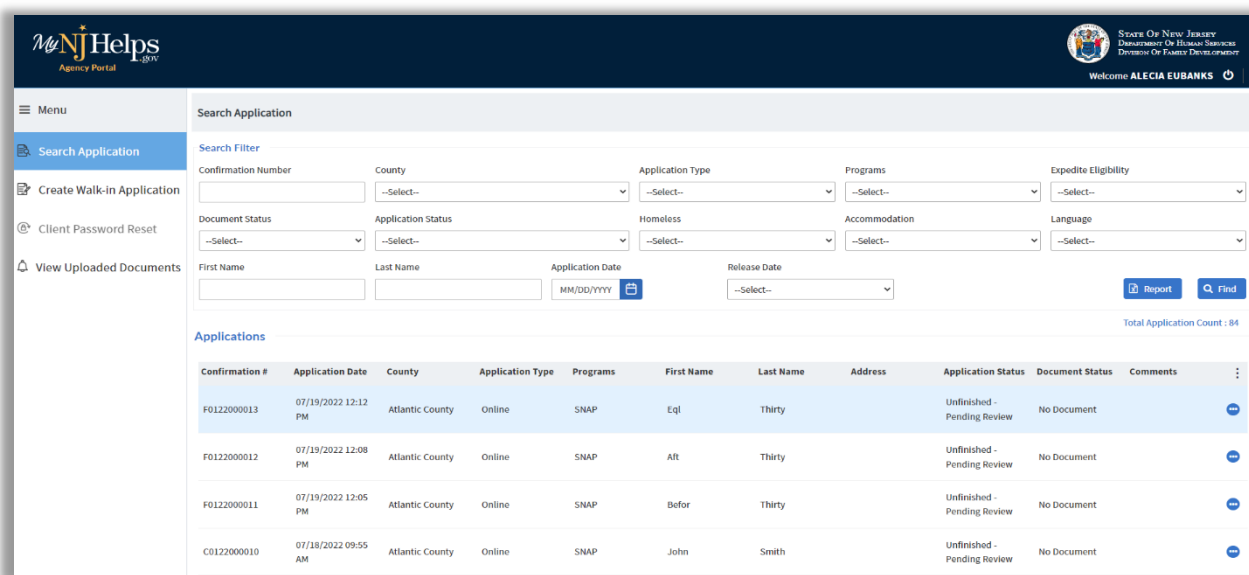 MyNJHelps
.gov
Agency Portal
STATE OF NEW JERSEY
DEPARTMENT OF HUMAN SERVICES
DIVISION OF FAMILY DEVELOPMENT
Welcome ALECIA EUBANKS
Menu
Search Application
Create Walk-in Application
Client Password Reset
View Uploaded Documents
Search Application
Search Filter
Confirmation Number County Application Type Programs Expedite Eligibility
--Select-- --Select-- --Select-- --Select--
Document Status Application Status Homeless Accommodation Language
--Select-- --Select-- --Select-- --Select-- --Select--
First Name Last Name Application Date Release Date
MM/DD/YYYY --Select-- Report Find
Total Application Count : 84
Applications
Confirmation # Application Date County Application Type Programs First Name Last Name Address Application Status Document Status Comments
F0122000013 07/19/2022 12:12 PM Atlantic County Online SNAP Eql Thirty Unfinished - Pending Review No Document
F0122000012 07/19/2022 12:08 PM Atlantic County Online SNAP Aft Thirty Unfinished - Pending Review No Document
F0122000011 07/19/2022 12:05 PM Atlantic County Online SNAP Befor Thirty Unfinished - Pending Review No Document
C0122000010 07/18/2022 09:55 AM Atlantic County Online SNAP John Smith Unfinished - Pending Review No Document